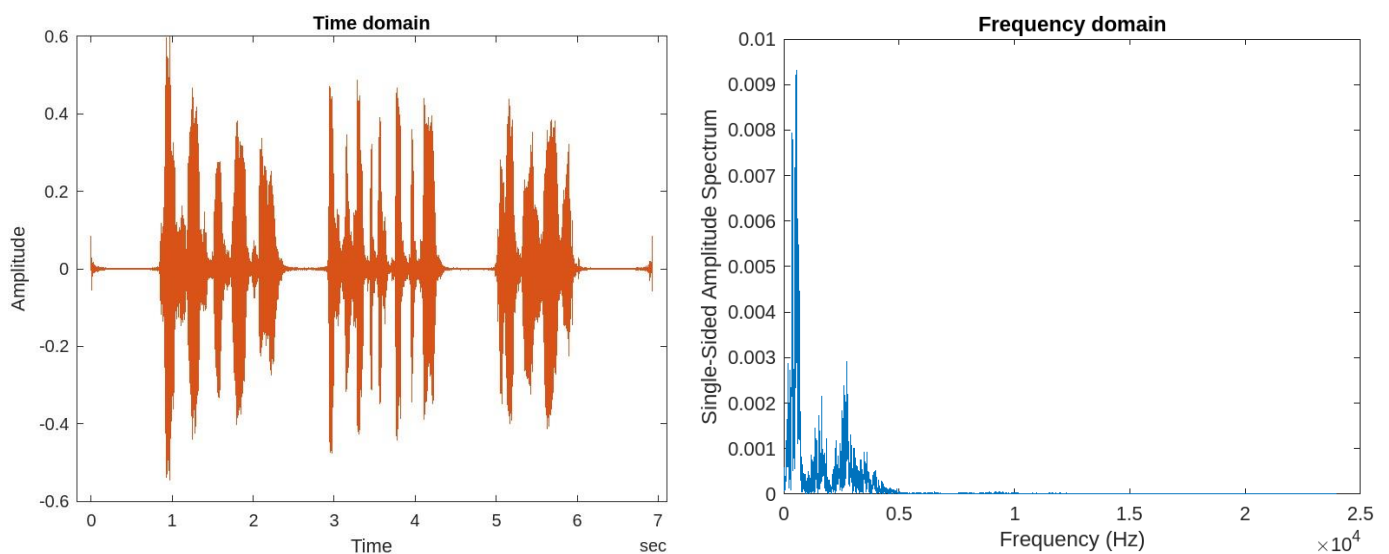 Time domain
0.6
0.4
0.2
0
-0.2
-0.4
-0.6
Amplitude
0 1 2 3 4 5 6 7
Time
sec
Frequency domain
0.01
0.009
0.008
0.007
0.006
0.005
0.004
0.003
0.002
0.001
0
Single-Sided Amplitude Spectrum
0 0.5 1 1.5 2 2.5
Frequency (Hz)
×10⁴